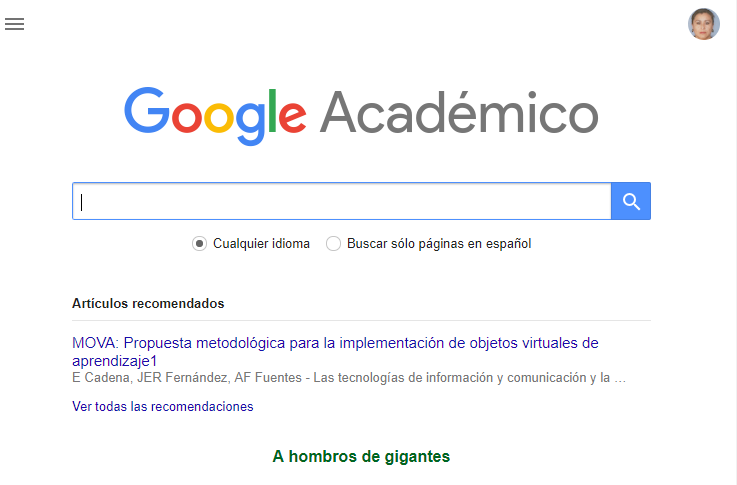 Google Académico
Cualquier idioma Buscar sólo páginas en español
Artículos recomendados
MOVA: Propuesta metodológica para la implementación de objetos virtuales de
aprendizaje1
E Cadena, JER Fernández, AF Fuentes - Las tecnologías de información y comunicación y la ...
Ver todas las recomendaciones
A hombros de gigantes